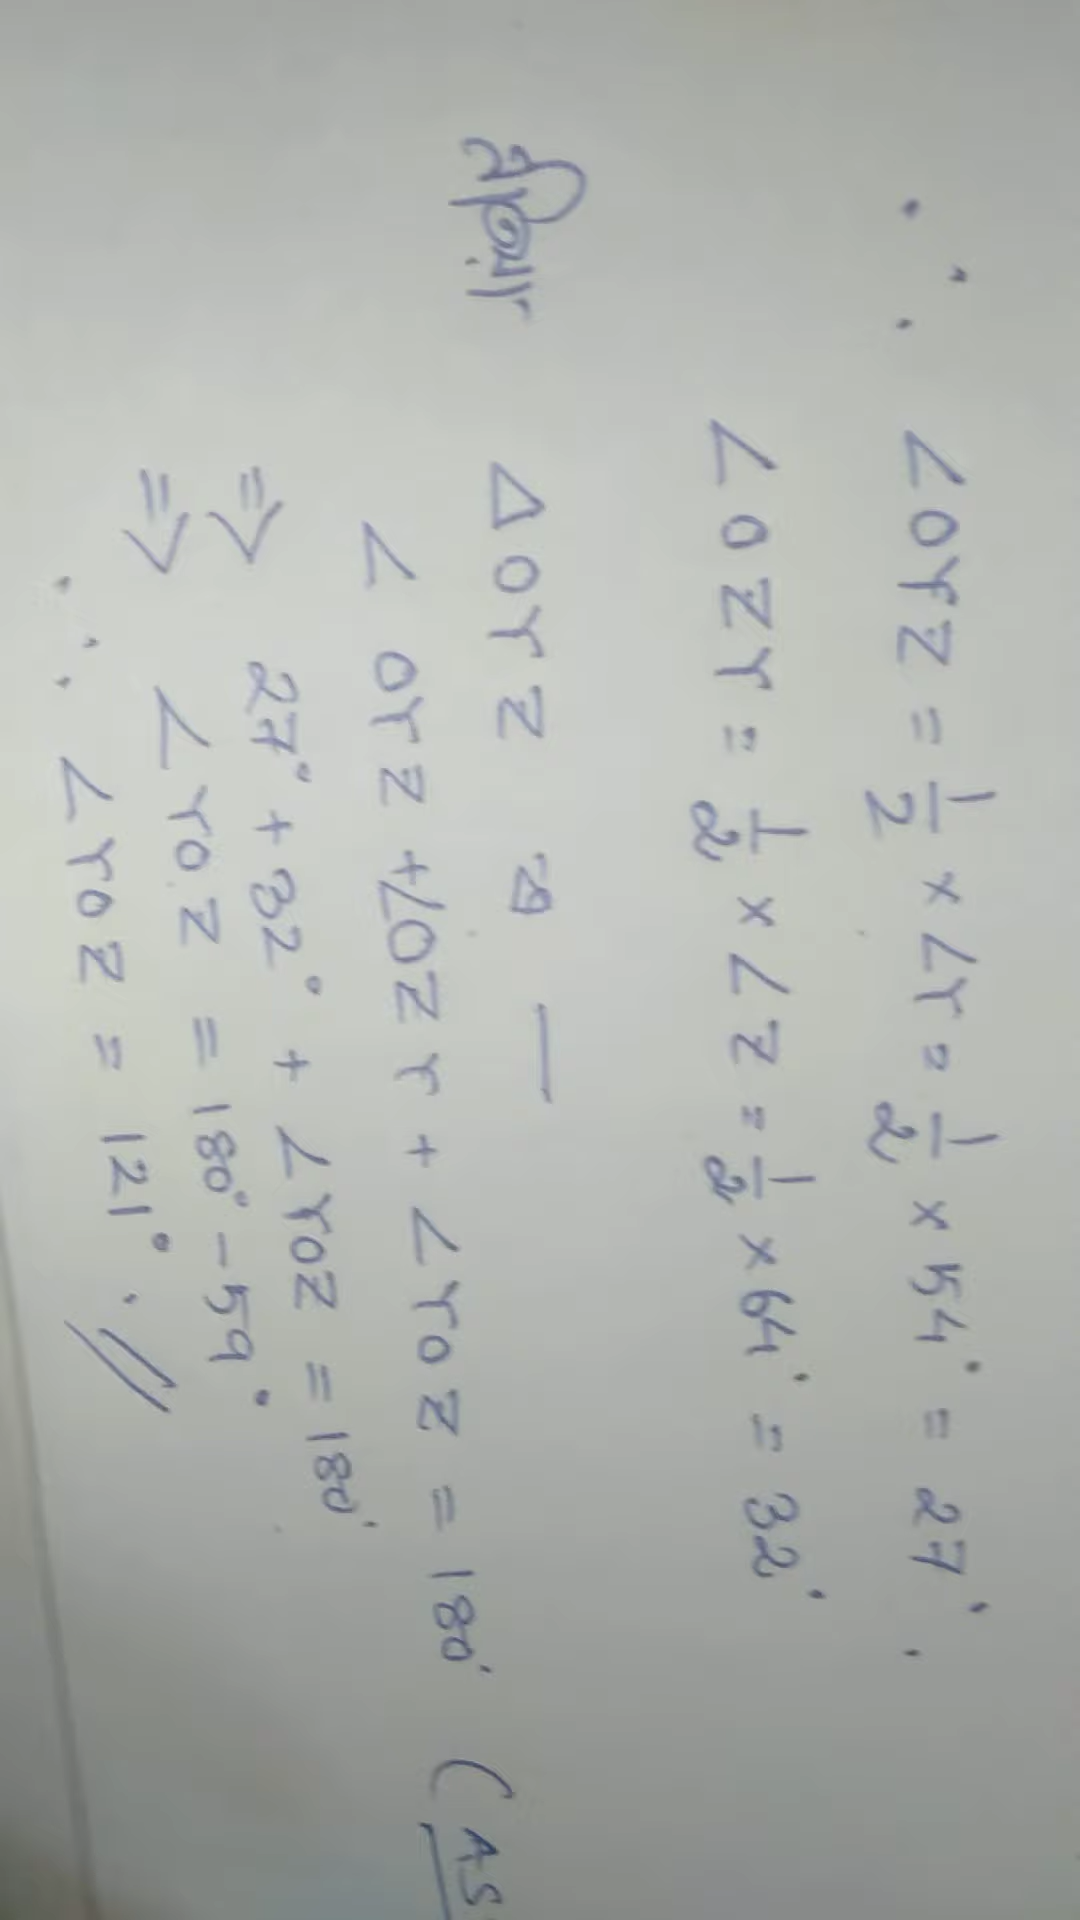 ∴ ∠OYZ = 1/2 × ∠Y = 1/2 × 54° = 27°.
∠OZY = 1/2 × ∠Z = 1/2 × 64° = 32°
ΔOYZ ৰ —
∠OYZ + ∠OZY + ∠YOZ = 180° (AS
⇒ 27° + 32° + ∠YOZ = 180°
⇒ ∠YOZ = 180° - 59°
∴ ∠YOZ = 121°. //